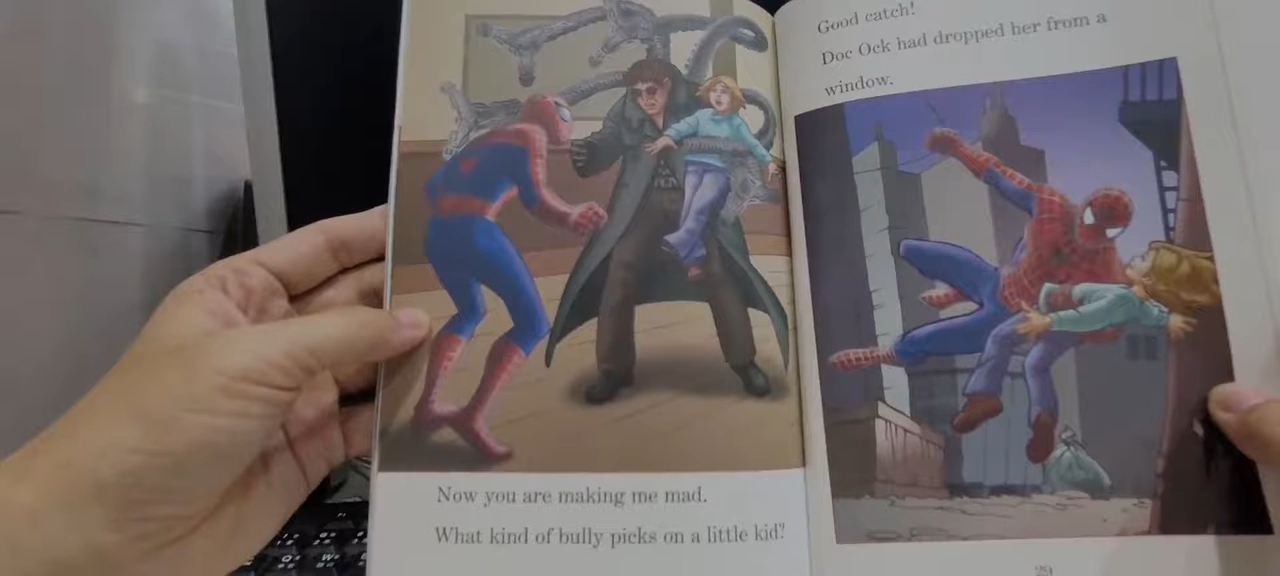 Now you are making me mad.
What kind of bully picks on a little kid?
Good catch!
Doc Ock had dropped her from a
window.